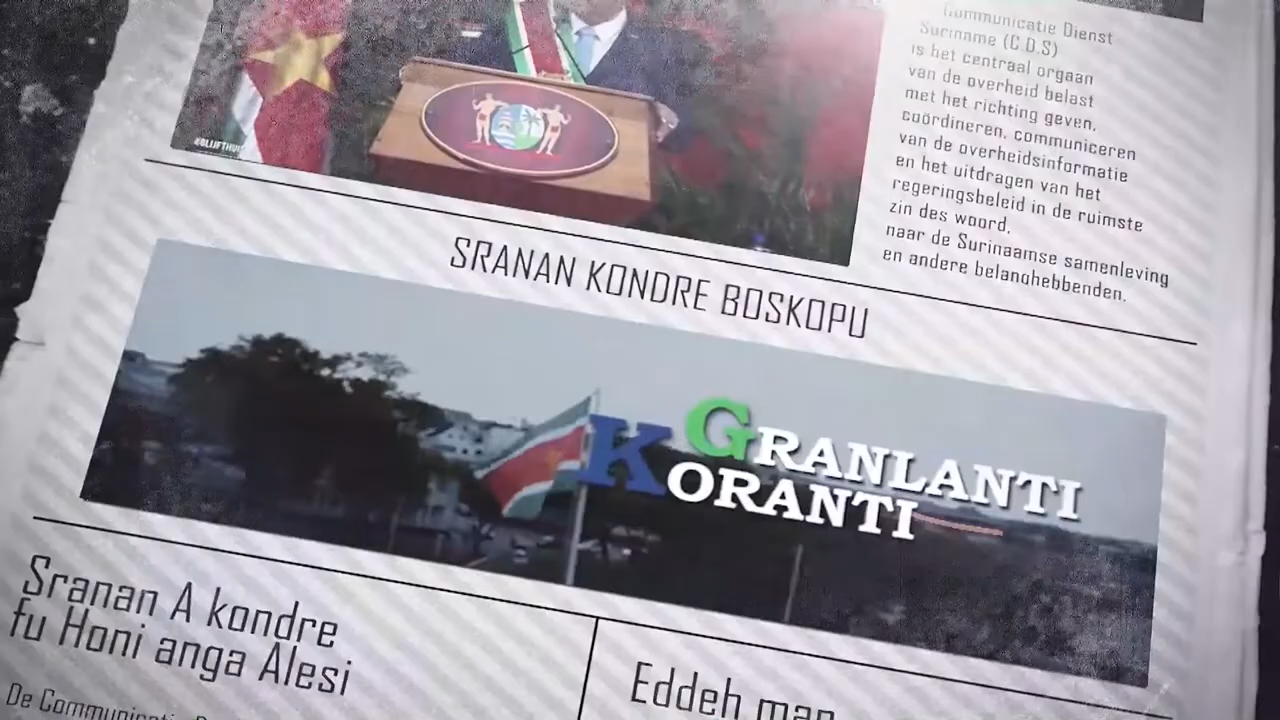 Communicatie Dienst
Suriname (C.D.S)
is het centraal orgaan
van de overheid belast
met het richting geven,
coördineren, communiceren
van de overheidsinformatie
en het uitdragen van het
regeringsbeleid in de ruimste
zin des woord,
naar de Surinaamse samenleving
en andere belanghebbenden.
SRANAN KONDRE BOSKOPU
GRANLANTI
KORANTI
Sranan A kondre
fu Honi anga Alesi
Eddeh man
De